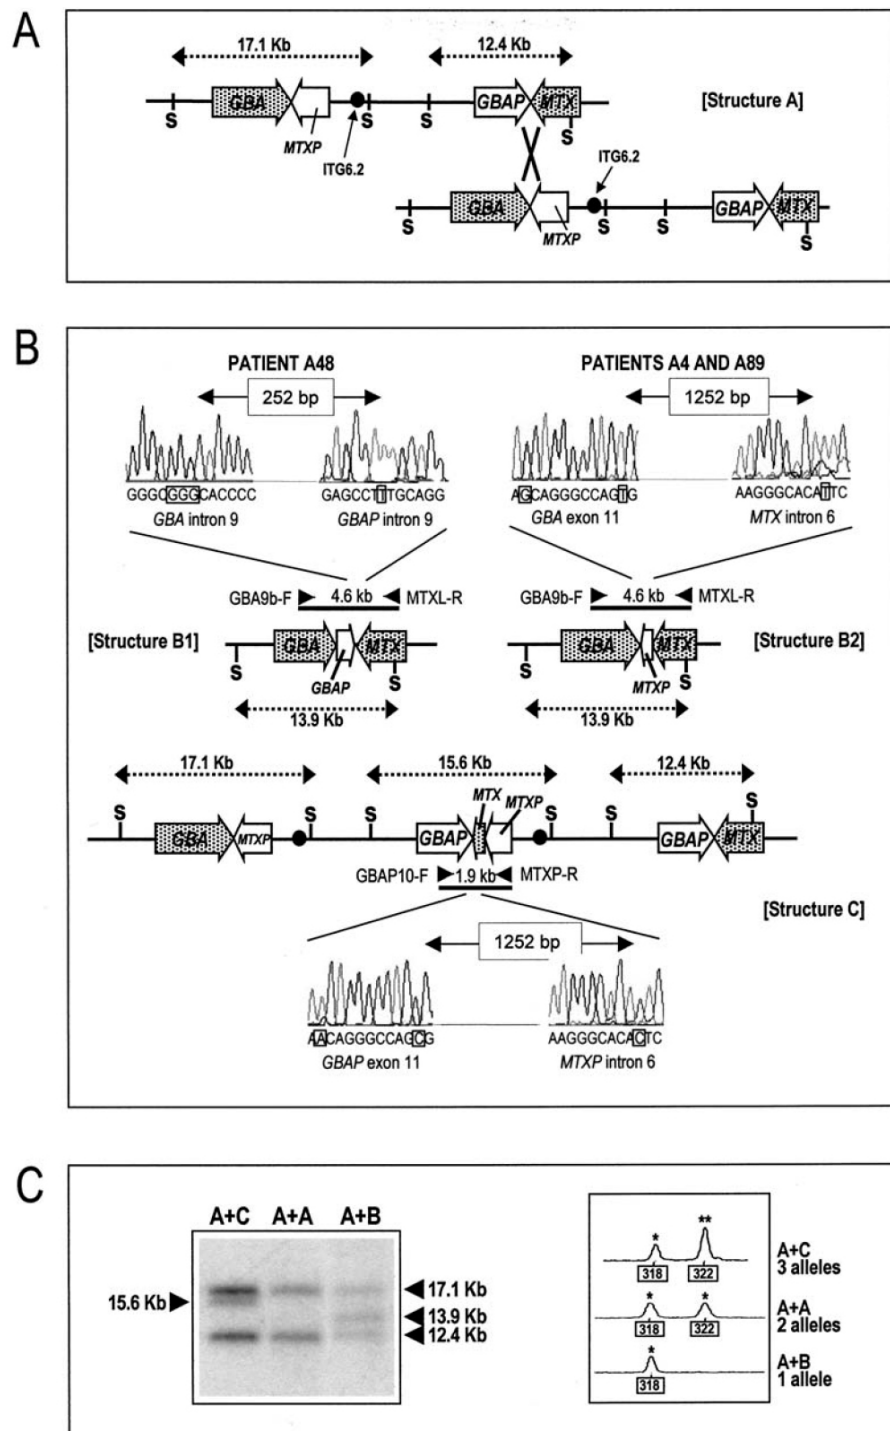 A
17.1 Kb
12.4 Kb
GBA
GBAP
MTX
[Structure A]
S
S
S
S
MTXP
ITG6.2
ITG6.2
GBA
GBAP
MTX
S
MTXP
S
S
S
B
PATIENT A48
PATIENTS A4 AND A89
252 bp
1252 bp
GGGCGGGCACCCC
GAGCCTTTGCAGG
AGCAGGGCCAGTG
AAGGGCACATTC
GBA intron 9
GBAP intron 9
GBA exon 11
MTX intron 6
GBA9b-F
4.6 kb
MTXL-R
GBA9b-F
4.6 kb
MTXL-R
[Structure B1]
GBA
MTX
GBA
MTX
[Structure B2]
S
GBAP
S
S
MTXP
S
13.9 Kb
13.9 Kb
17.1 Kb
15.6 Kb
12.4 Kb
S
S
S
MTX
MTXP
S
S
S
GBA
MTXP
GBAP
GBAP
MTX
GBAP10-F
1.9 kb
MTXP-R
[Structure C]
1252 bp
AACAGGGCCAGCG
AAGGGCACACTC
GBAP exon 11
MTXP intron 6
C
A+C A+A A+B
15.6 Kb
17.1 Kb
13.9 Kb
12.4 Kb
* **
318 322
A+C
3 alleles
* *
318 322
A+A
2 alleles
*
318
A+B
1 allele